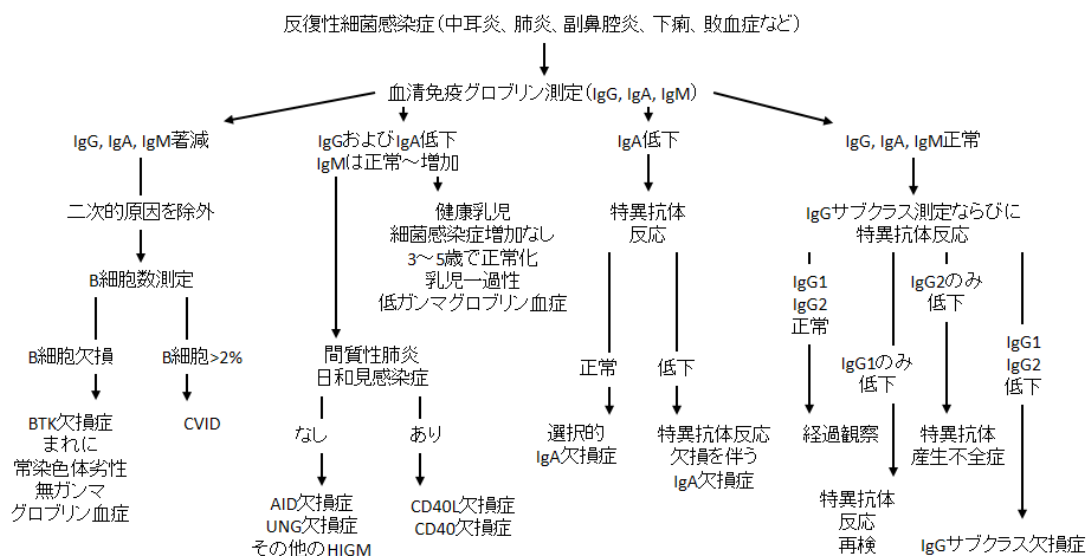 反復性細菌感染症（中耳炎、肺炎、副鼻腔炎、下痢、敗血症など）
血清免疫グロブリン測定（IgG, IgA, IgM）
IgG, IgA, IgM著減
二次的原因を除外
B細胞数測定
B細胞欠損
BTK欠損症
まれに
常染色体劣性
無ガンマ
グロブリン血症
B細胞>2%
CVID
IgGおよびIgA低下
IgMは正常～増加
健康乳児
細菌感染症増加なし
3～5歳で正常化
乳児一過性
低ガンマグロブリン血症
間質性肺炎
日和見感染症
なし
AID欠損症
UNG欠損症
その他のHIGM
あり
CD40L欠損症
CD40欠損症
IgA低下
特異抗体
反応
正常
選択的
IgA欠損症
低下
特異抗体反応
欠損を伴う
IgA欠損症
IgG, IgA, IgM正常
IgGサブクラス測定ならびに
特異抗体反応
IgG1
IgG2
正常
経過観察
IgG1のみ
低下
特異抗体
反応
再検
IgG2のみ
低下
特異抗体
産生不全症
IgG1
IgG2
低下
IgGサブクラス欠損症